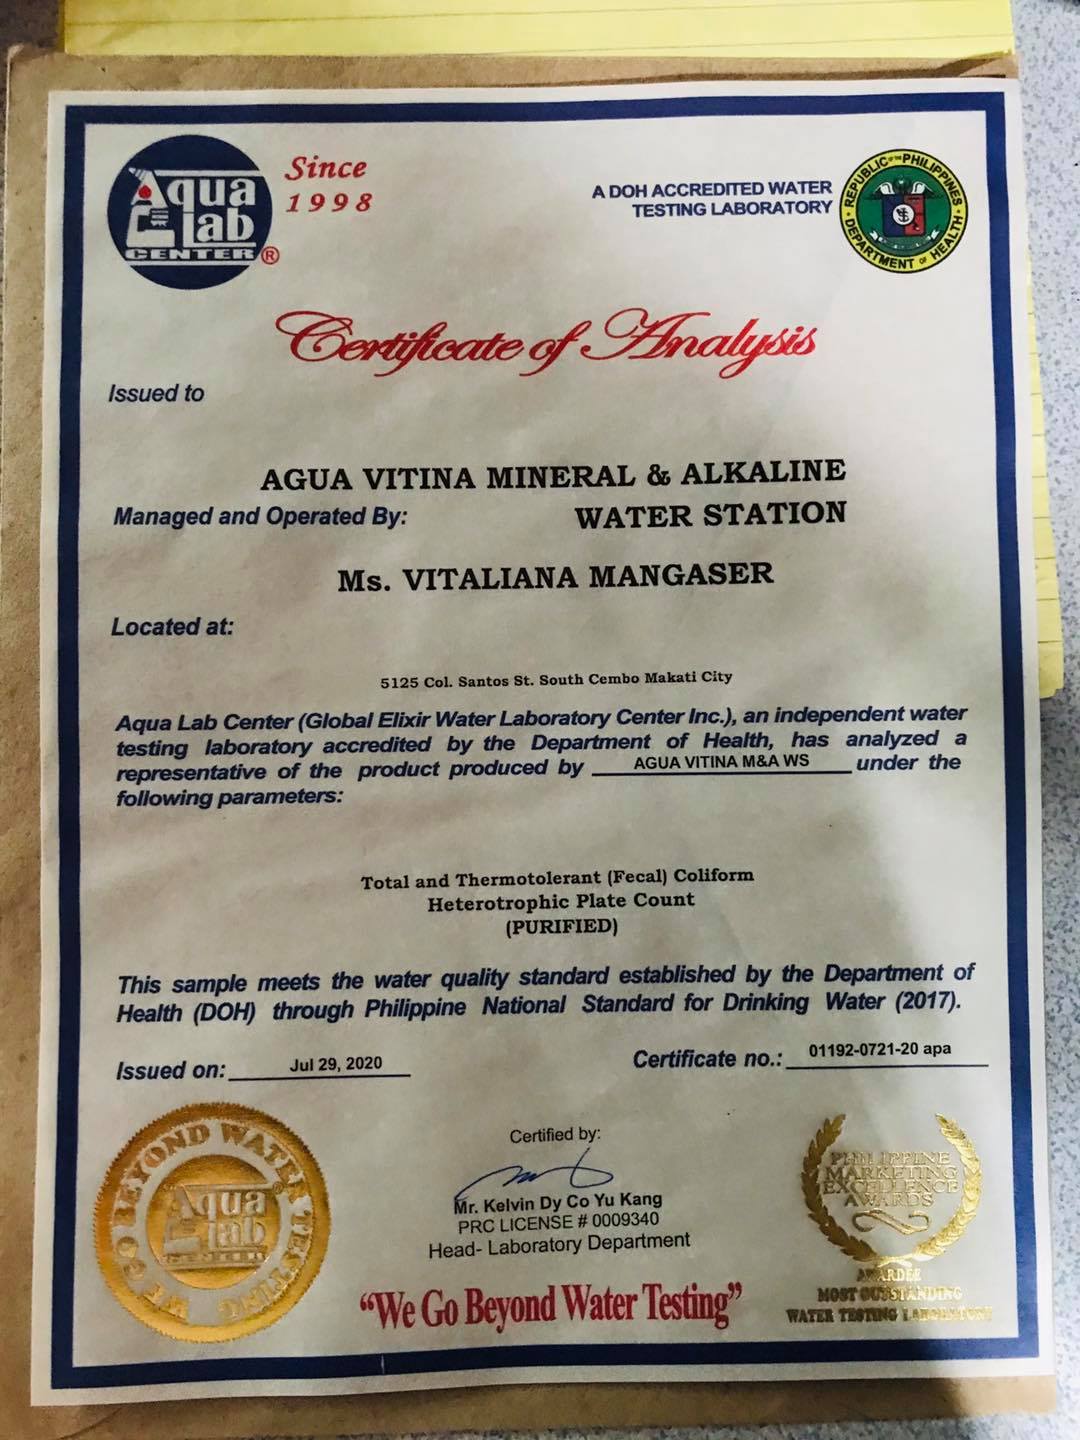 Aqua Lab CENTER ®
Since 1998
A DOH ACCREDITED WATER
TESTING LABORATORY
REPUBLIC OF THE PHILIPPINES
DEPARTMENT OF HEALTH
Certificate of Analysis
Issued to
AGUA VITINA MINERAL & ALKALINE
WATER STATION
Managed and Operated By:
Ms. VITALIANA MANGASER
Located at:
5125 Col. Santos St. South Cembo Makati City
Aqua Lab Center (Global Elixir Water Laboratory Center Inc.), an independent water
testing laboratory accredited by the Department of Health, has analyzed a
representative of the product produced by AGUA VITINA M&A WS under the
following parameters:
Total and Thermotolerant (Fecal) Coliform
Heterotrophic Plate Count
(PURIFIED)
This sample meets the water quality standard established by the Department of
Health (DOH) through Philippine National Standard for Drinking Water (2017).
Issued on: Jul 29, 2020
Certificate no.: 01192-0721-20 apa
WE GO BEYOND WATER TESTING
Aqua Lab CENTER
Certified by:
Mr. Kelvin Dy Co Yu Kang
PRC LICENSE # 0009340
Head- Laboratory Department
"We Go Beyond Water Testing"
PHILIPPINE
MARKETING
EXCELLENCE
AWARDS
AWARDEE
MOST OUTSTANDING
WATER TESTING LABORATORY